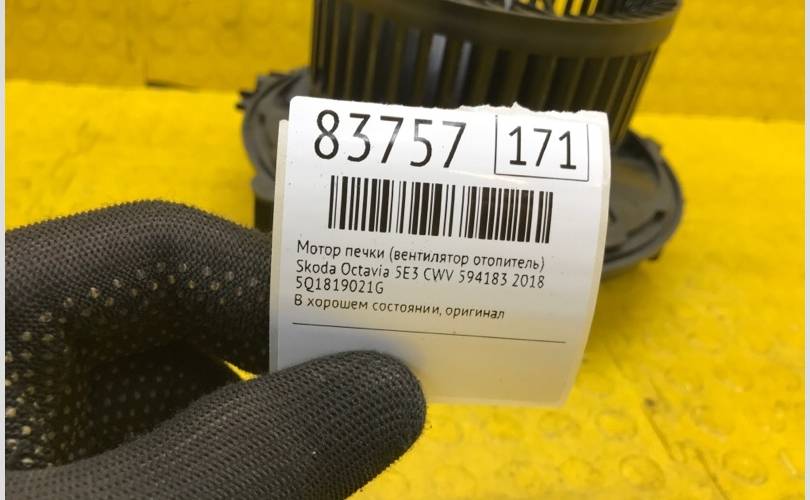 83757 171
Мотор печки (вентилятор отопитель)
Skoda Octavia 5E3 CWV 594183 2018
5Q1819021G
В хорошем состоянии, оригинал